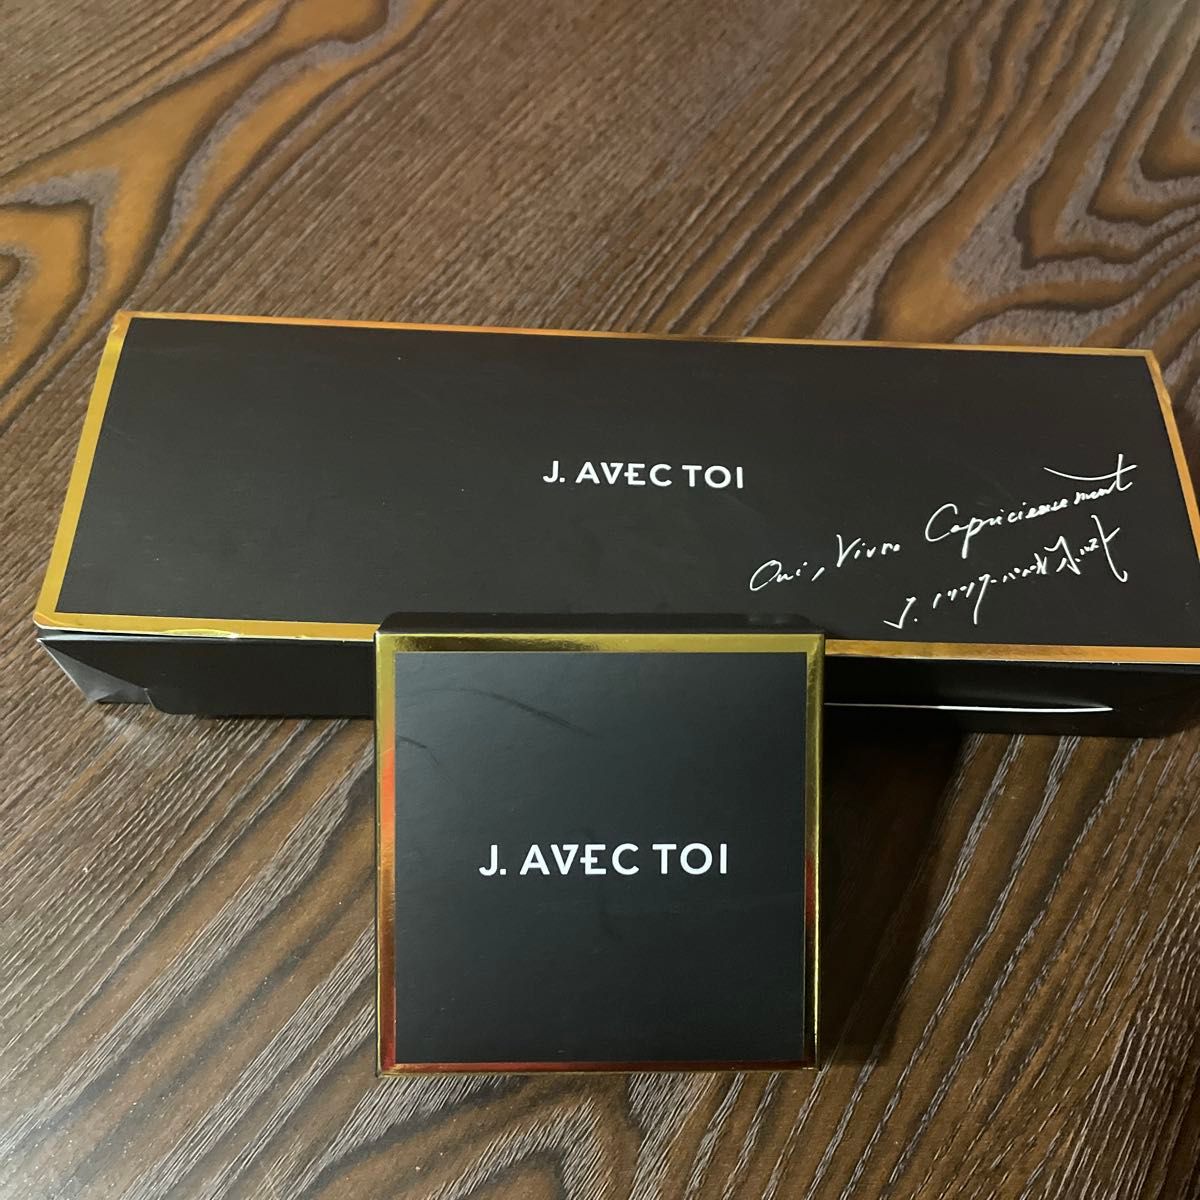 J. AVEC TOI
Oui, Vivre Capricieusement
J.
J. AVEC TOI